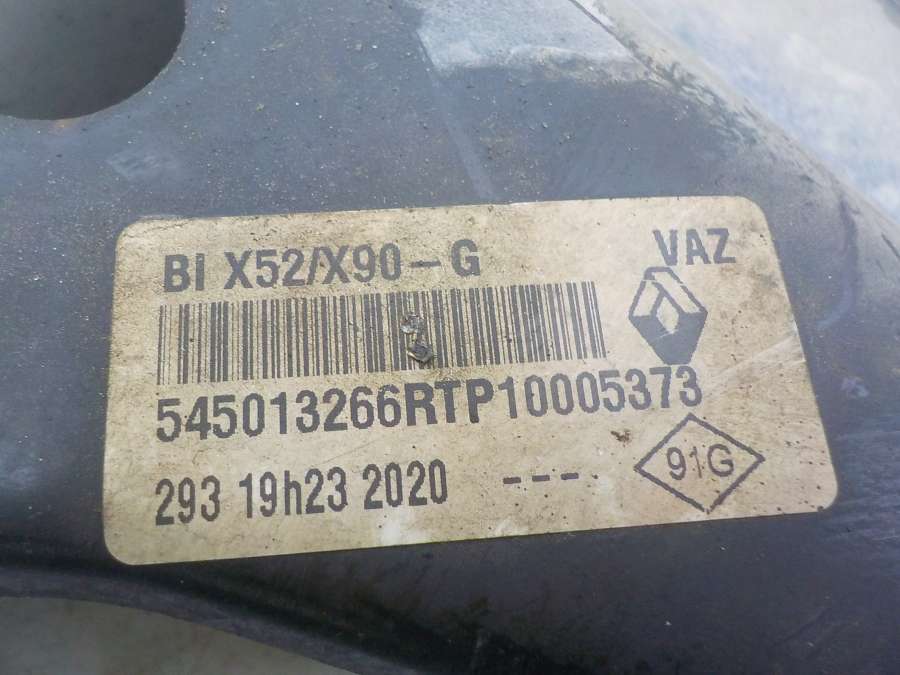 BI X52/X90-G VAZ
545013266RTP10005373
293 19h23 2020 ---
91G